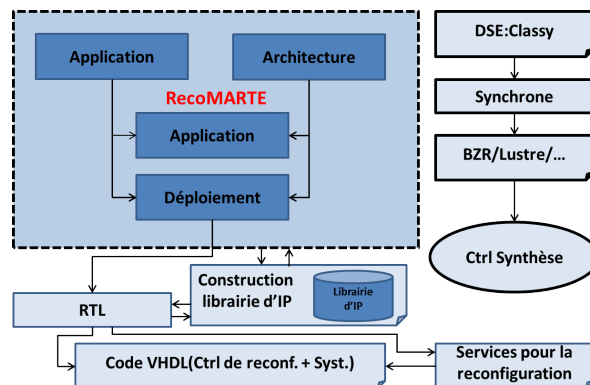 Application
Architecture
RecoMARTE
Application
Déploiement
DSE:Classy
Synchrone
BZR/Lustre/...
Ctrl Synthèse
Construction
librairie d'IP
Librairie
d'IP
RTL
Code VHDL(Ctrl de reconf. + Syst.)
Services pour la
reconfiguration